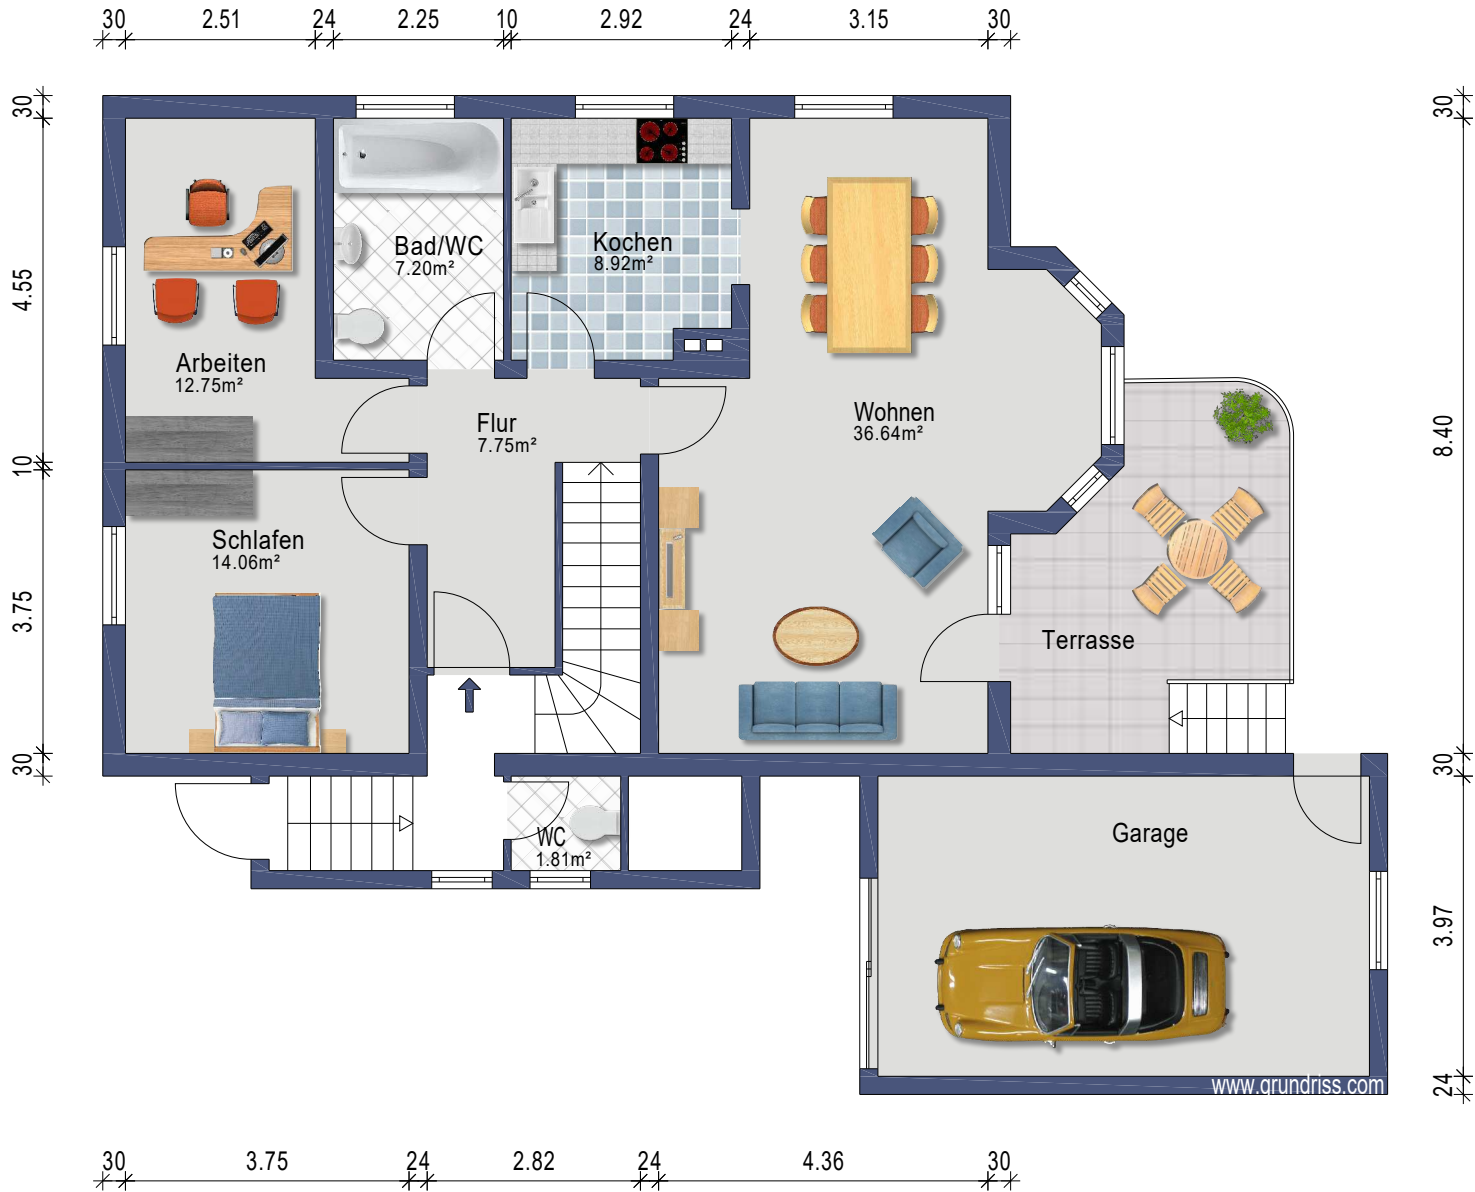 30 2.51 24 2.25 10 2.92 24 3.15 30
30
30
4.55
Bad/WC
7.20m²
Kochen
8.92m²
Arbeiten
12.75m²
Flur
7.75m²
Wohnen
36.64m²
8.40
10
Schlafen
14.06m²
3.75
Terrasse
30
30
WC
1.81m²
Garage
3.97
24
www.grundriss.com
30 3.75 24 2.82 24 4.36 30